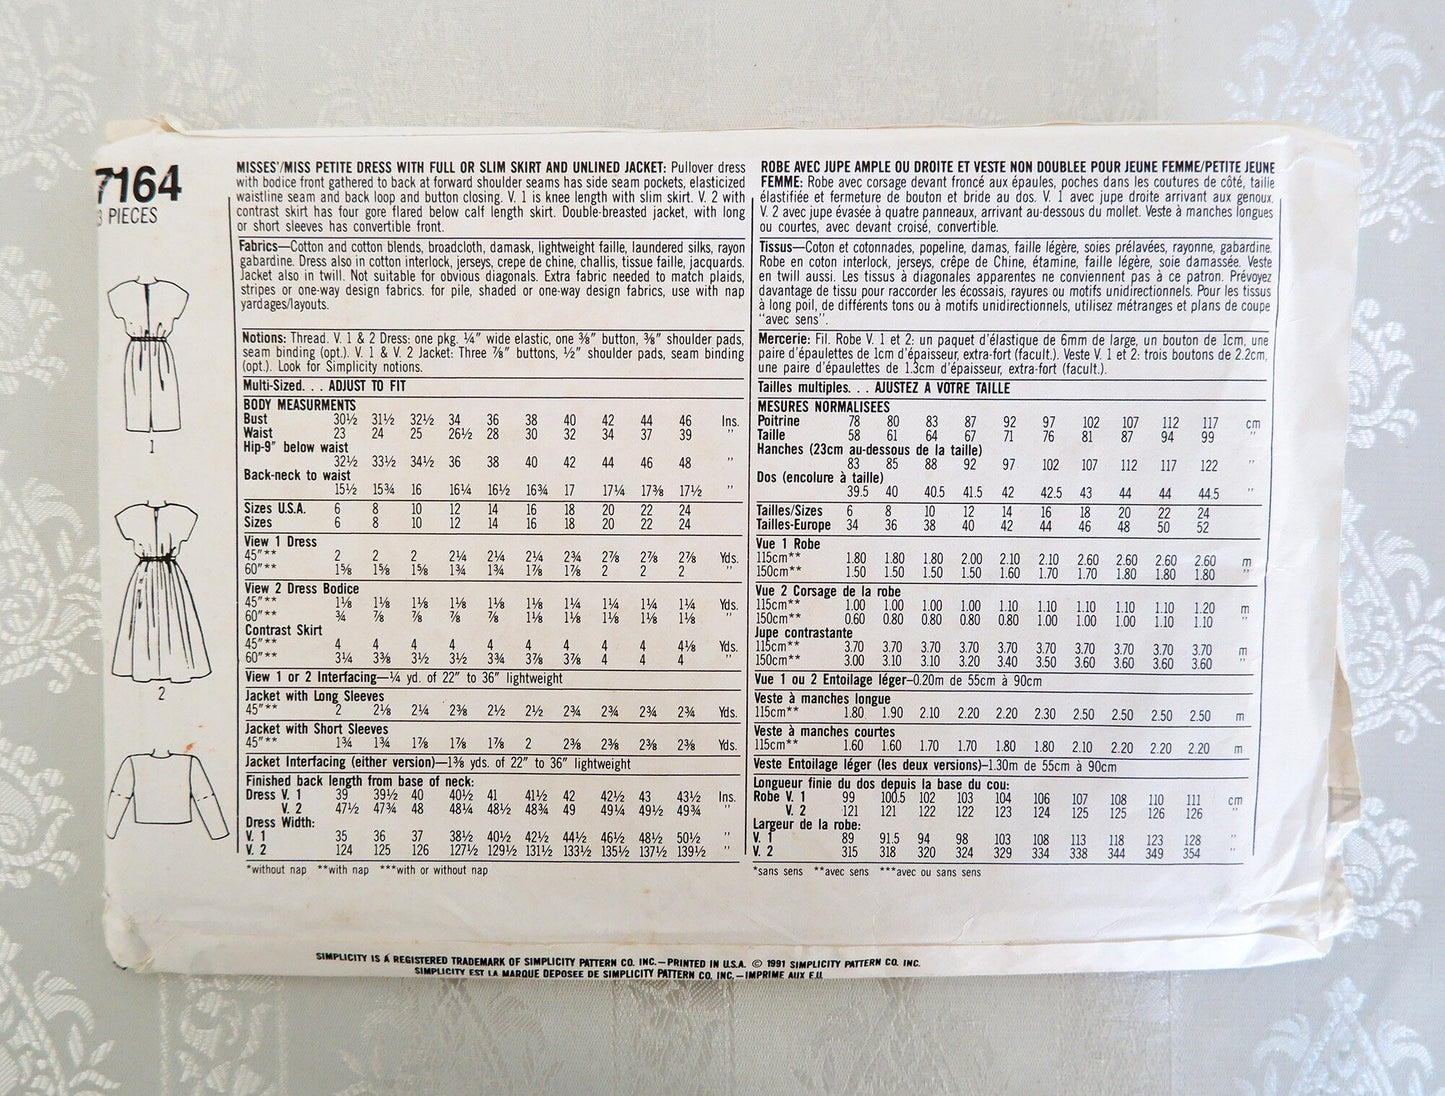 7164
3 PIECES
1
2
MISSES'/MISS PETITE DRESS WITH FULL OR SLIM SKIRT AND UNLINED JACKET: Pullover dress
with bodice front gathered to back at forward shoulder seams has side seam pockets, elasticized
waistline seam and back loop and button closing. V. 1 is knee length with slim skirt. V. 2 with
contrast skirt has four gore flared below calf length skirt. Double-breasted jacket, with long
or short sleeves has convertible front.
Fabrics—Cotton and cotton blends, broadcloth, damask, lightweight faille, laundered silks, rayon
gabardine. Dress also in cotton interlock, jerseys, crepe de chine, challis, tissue faille, jacquards.
Jacket also in twill. Not suitable for obvious diagonals. Extra fabric needed to match plaids,
stripes or one-way design fabrics. for pile, shaded or one-way design fabrics, use with nap
yardages/layouts.
Notions: Thread. V. 1 & 2 Dress: one pkg. ¼" wide elastic, one ⅜" button, ⅜" shoulder pads,
seam binding (opt.). V. 1 & V. 2 Jacket: Three ⅞" buttons, ½" shoulder pads, seam binding
(opt.). Look for Simplicity notions.
Multi-Sized. . . ADJUST TO FIT
BODY MEASURMENTS
Bust 30½ 31½ 32½ 34 36 38 40 42 44 46 Ins.
Waist 23 24 25 26½ 28 30 32 34 37 39 "
Hip-9" below waist
32½ 33½ 34½ 36 38 40 42 44 46 48 "
Back-neck to waist
15½ 15¾ 16 16¼ 16½ 16¾ 17 17¼ 17⅜ 17½ "
Sizes U.S.A. 6 8 10 12 14 16 18 20 22 24
Sizes 6 8 10 12 14 16 18 20 22 24
View 1 Dress
45"** 2 2 2 2¼ 2¼ 2¼ 2¾ 2⅞ 2⅞ 2⅞ Yds.
60"** 1⅝ 1⅝ 1⅝ 1¾ 1¾ 1⅞ 1⅞ 2 2 2 "
View 2 Dress Bodice
45"** 1⅛ 1⅛ 1⅛ 1⅛ 1⅛ 1⅛ 1¼ 1¼ 1¼ 1¼ Yds.
60"** ¾ ⅞ ⅞ ⅞ ⅞ 1⅛ 1⅛ 1⅛ 1⅛ 1⅛ "
Contrast Skirt
45"** 4 4 4 4 4 4 4 4 4 4⅛ Yds.
60"** 3¼ 3⅜ 3½ 3½ 3¾ 3⅞ 3⅞ 4 4 4 "
View 1 or 2 Interfacing—¼ yd. of 22" to 36" lightweight
Jacket with Long Sleeves
45"** 2 2⅛ 2¼ 2⅜ 2½ 2½ 2¾ 2¾ 2¾ 2¾ Yds.
Jacket with Short Sleeves
45"** 1¾ 1¾ 1⅞ 1⅞ 1⅞ 2 2⅜ 2⅜ 2⅜ 2⅜ Yds.
Jacket Interfacing (either version)—1⅜ yds. of 22" to 36" lightweight
Finished back length from base of neck:
Dress V. 1 39 39½ 40 40½ 41 41½ 42 42½ 43 43½ Ins.
V. 2 47½ 47¾ 48 48¼ 48½ 48¾ 49 49¼ 49½ 49¾ "
Dress Width:
V. 1 35 36 37 38½ 40½ 42½ 44½ 46½ 48½ 50½ "
V. 2 124 125 126 127½ 129½ 131½ 133½ 135½ 137½ 139½ "
*without nap **with nap ***with or without nap
ROBE AVEC JUPE AMPLE OU DROITE ET VESTE NON DOUBLEE POUR JEUNE FEMME/PETITE JEUNE
FEMME: Robe avec corsage devant froncé aux épaules, poches dans les coutures de côté, taille
élastifiée et fermeture de bouton et bride au dos. V. 1 avec jupe droite arrivant aux genoux.
V. 2 avec jupe évasée à quatre panneaux, arrivant au-dessous du mollet. Veste à manches longues
ou courtes, avec devant croisé, convertible.
Tissus—Coton et cotonnades, popeline, damas, faille légère, soies prélavées, rayonne, gabardine.
Robe en coton interlock, jerseys, crêpe de Chine, étamine, faille légère, soie damassée. Veste
en twill aussi. Les tissus à diagonales apparentes ne conviennent pas à ce patron. Prévoyez
davantage de tissu pour raccorder les écossais, rayures ou motifs unidirectionnels. Pour les tissus
à long poil, de différents tons ou à motifs unidirectionnels, utilisez métranges et plans de coupe
"avec sens".
Mercerie: Fil. Robe V. 1 et 2: un paquet d'élastique de 6mm de large, un bouton de 1cm, une
paire d'épaulettes de 1cm d'épaisseur, extra-fort (facult.). Veste V. 1 et 2: trois boutons de 2.2cm,
une paire d'épaulettes de 1.3cm d'épaisseur, extra-fort (facult.).
Tailles multiples. . . AJUSTEZ A VOTRE TAILLE
MESURES NORMALISEES
Poitrine 78 80 83 87 92 97 102 107 112 117 cm
Taille 58 61 64 67 71 76 81 87 94 99 "
Hanches (23cm au-dessous de la taille)
83 85 88 92 97 102 107 112 117 122 "
Dos (encolure à taille)
39.5 40 40.5 41.5 42 42.5 43 44 44 44.5 "
Tailles/Sizes 6 8 10 12 14 16 18 20 22 24
Tailles-Europe 34 36 38 40 42 44 46 48 50 52
Vue 1 Robe
115cm** 1.80 1.80 1.80 2.00 2.10 2.10 2.60 2.60 2.60 2.60 m
150cm** 1.50 1.50 1.50 1.50 1.60 1.70 1.70 1.80 1.80 1.80 "
Vue 2 Corsage de la robe
115cm** 1.00 1.00 1.00 1.00 1.10 1.10 1.10 1.10 1.10 1.20 m
150cm** 0.60 0.80 0.80 0.80 0.80 1.00 1.00 1.00 1.10 1.10 "
Jupe contrastante
115cm** 3.70 3.70 3.70 3.70 3.70 3.70 3.70 3.70 3.70 3.70 m
150cm** 3.00 3.10 3.10 3.20 3.40 3.50 3.60 3.60 3.60 3.60 "
Vue 1 ou 2 Entoilage léger—0.20m de 55cm à 90cm
Veste à manches longue
115cm** 1.80 1.90 2.10 2.20 2.20 2.30 2.50 2.50 2.50 2.50 m
Veste à manches courtes
115cm** 1.60 1.60 1.70 1.70 1.80 1.80 2.10 2.20 2.20 2.20 m
Veste Entoilage léger (les deux versions)—1.30m de 55cm à 90cm
Longueur finie du dos depuis la base du cou:
Robe V. 1 99 100.5 102 103 104 106 107 108 110 111 cm
V. 2 121 121 122 122 123 124 125 125 126 126 "
Largeur de la robe:
V. 1 89 91.5 94 98 103 108 113 118 123 128 "
V. 2 315 318 320 324 329 334 338 344 349 354 "
*sans sens **avec sens ***avec ou sans sens
SIMPLICITY IS A REGISTERED TRADEMARK OF SIMPLICITY PATTERN CO. INC.—PRINTED IN U.S.A. © 1991 SIMPLICITY PATTERN CO. INC.
SIMPLICITY EST LA MARQUE DEPOSEE DE SIMPLICITY PATTERN CO. INC.—IMPRIME AUX E.U.